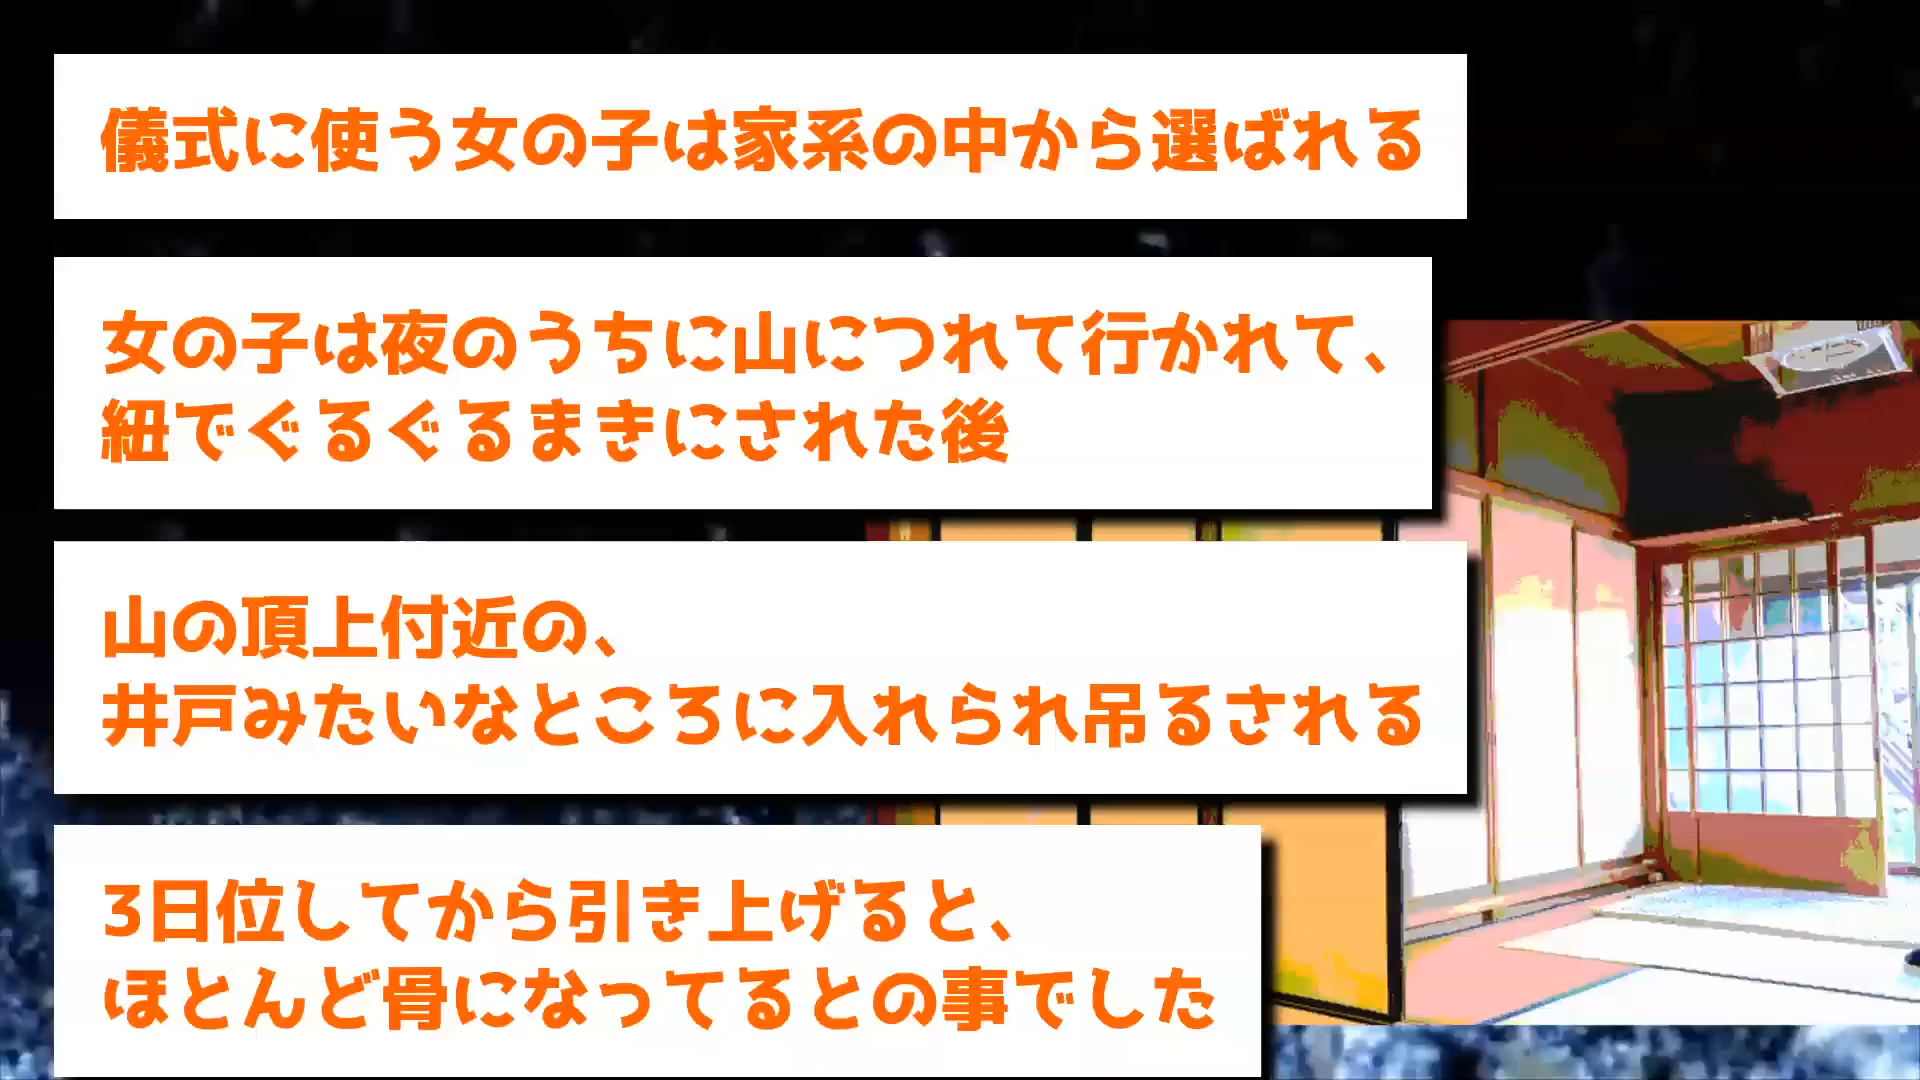 儀式に使う女の子は家系の中から選ばれる
女の子は夜のうちに山につれて行かれて、
紐でぐるぐるまきにされた後
山の頂上付近の、
井戸みたいなところに入れられ吊るされる
3日位してから引き上げると、
ほとんど骨になってるとの事でした